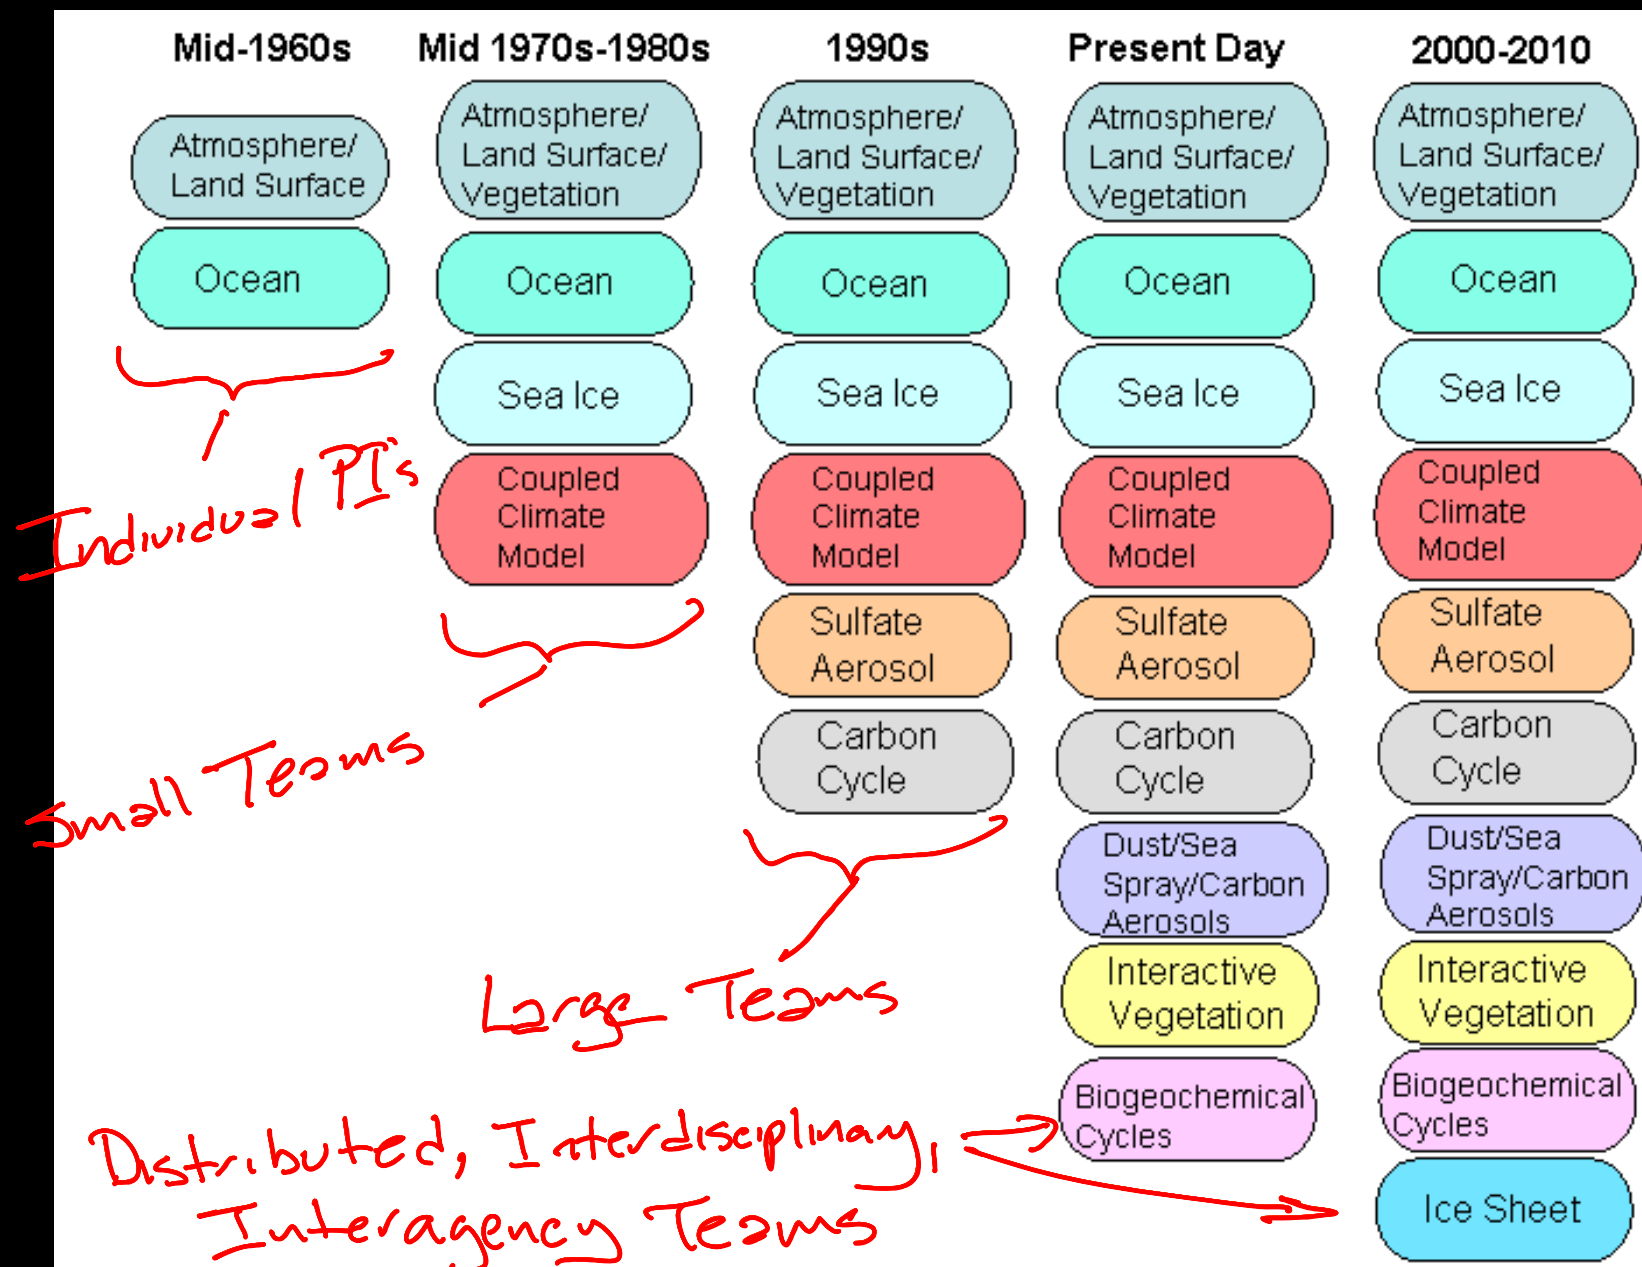 Mid-1960s
Atmosphere/
Land Surface
Ocean
Individual PI's
Mid 1970s-1980s
Atmosphere/
Land Surface/
Vegetation
Ocean
Sea Ice
Coupled
Climate
Model
Small Teams
1990s
Atmosphere/
Land Surface/
Vegetation
Ocean
Sea Ice
Coupled
Climate
Model
Sulfate
Aerosol
Carbon
Cycle
Large Teams
Present Day
Atmosphere/
Land Surface/
Vegetation
Ocean
Sea Ice
Coupled
Climate
Model
Sulfate
Aerosol
Carbon
Cycle
Dust/Sea
Spray/Carbon
Aerosols
Interactive
Vegetation
Biogeochemical
Cycles
2000-2010
Atmosphere/
Land Surface/
Vegetation
Ocean
Sea Ice
Coupled
Climate
Model
Sulfate
Aerosol
Carbon
Cycle
Dust/Sea
Spray/Carbon
Aerosols
Interactive
Vegetation
Biogeochemical
Cycles
Ice Sheet
Distributed, Interdisciplinary,
Interagency Teams